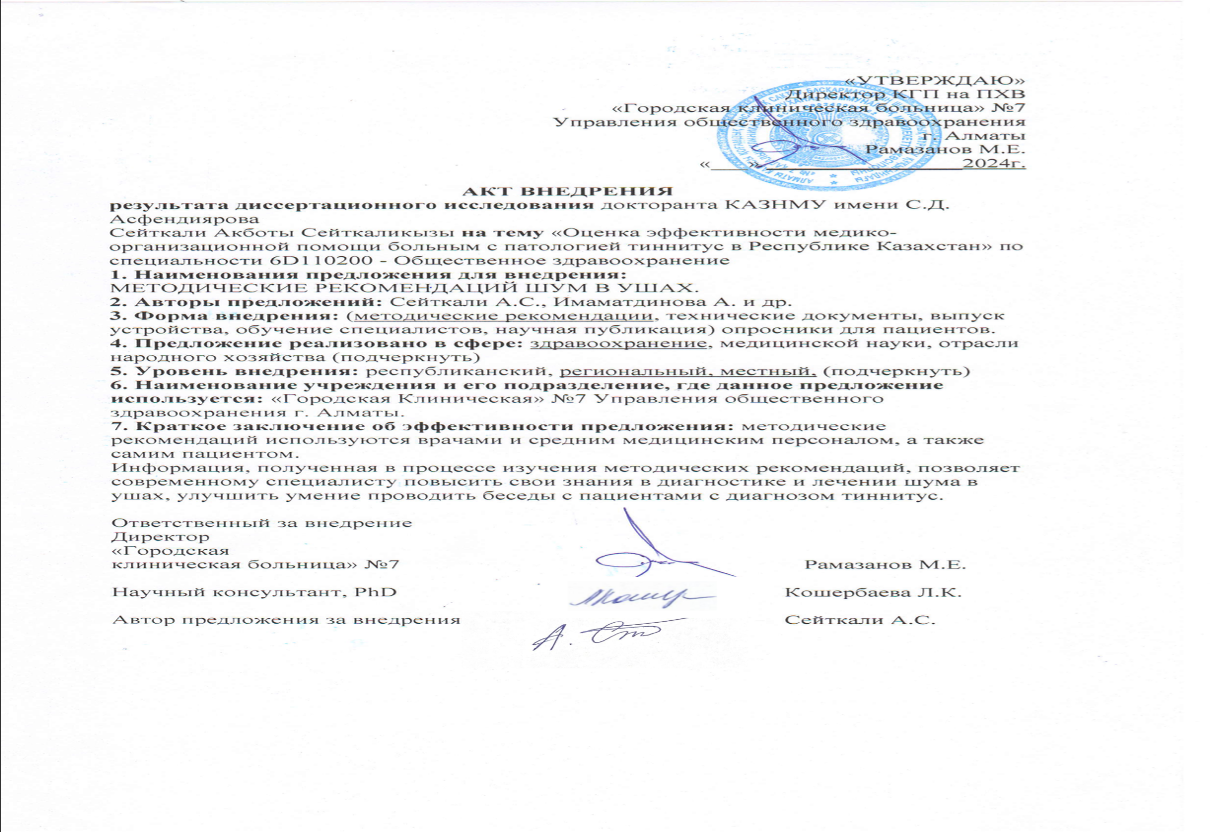 «УТВЕРЖДАЮ»
Директор КГП на ПХВ
«Городская клиническая больница» №7
Управления общественного здравоохранения
г. Алматы
Рамазанов М.Е.
«____»____________________2024г.
АКТ ВНЕДРЕНИЯ
результата диссертационного исследования докторанта КАЗНМУ имени С.Д.
Асфендиярова
Сейткали Акботы Сейткаликызы на тему «Оценка эффективности медико-
организационной помощи больным с патологией тиннитус в Республике Казахстан» по
специальности 6D110200 - Общественное здравоохранение
1. Наименования предложения для внедрения:
МЕТОДИЧЕСКИЕ РЕКОМЕНДАЦИЙ ШУМ В УШАХ.
2. Авторы предложений: Сейткали А.С., Имаматдинова А. и др.
3. Форма внедрения: (методические рекомендации, технические документы, выпуск
устройства, обучение специалистов, научная публикация) опросники для пациентов.
4. Предложение реализовано в сфере: здравоохранение, медицинской науки, отрасли
народного хозяйства (подчеркнуть)
5. Уровень внедрения: республиканский, региональный, местный, (подчеркнуть)
6. Наименование учреждения и его подразделение, где данное предложение
используется: «Городская Клиническая» №7 Управления общественного
здравоохранения г. Алматы.
7. Краткое заключение об эффективности предложения: методические
рекомендаций используются врачами и средним медицинским персоналом, а также
самим пациентом.
Информация, полученная в процессе изучения методических рекомендаций, позволяет
современному специалисту повысить свои знания в диагностике и лечении шума в
ушах, улучшить умение проводить беседы с пациентами с диагнозом тиннитус.
Ответственный за внедрение
Директор
«Городская
клиническая больница» №7 Рамазанов М.Е.
Научный консультант, PhD Кошербаева Л.К.
Автор предложения за внедрения Сейткали А.С.